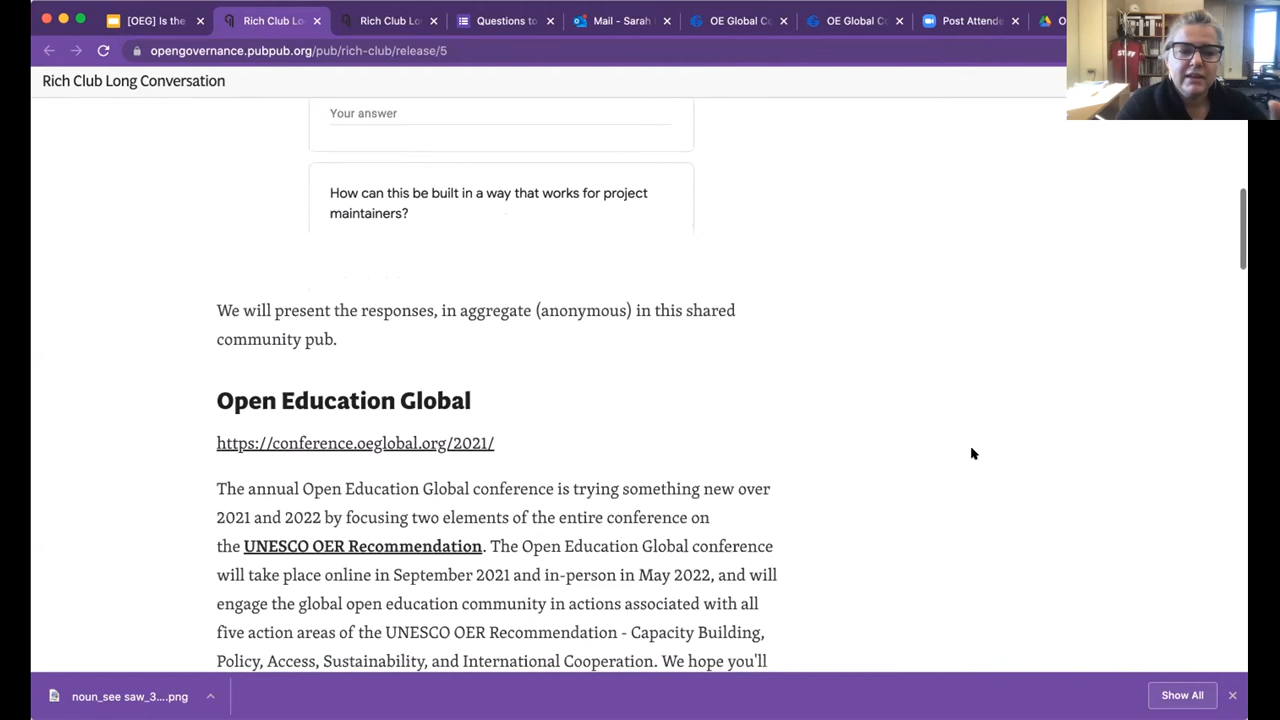 [OEG] Is the
Rich Club Lo
Rich Club Lo
Questions to
Mail - Sarah
OE Global C
OE Global C
Post Attende
O
opengovernance.pubpub.org/pub/rich-club/release/5
STAFF
Rich Club Long Conversation
Your answer
How can this be built in a way that works for project
maintainers?
We will present the responses, in aggregate (anonymous) in this shared
community pub.
Open Education Global
https://conference.oeglobal.org/2021/
The annual Open Education Global conference is trying something new over
2021 and 2022 by focusing two elements of the entire conference on
the UNESCO OER Recommendation. The Open Education Global conference
will take place online in September 2021 and in-person in May 2022, and will
engage the global open education community in actions associated with all
five action areas of the UNESCO OER Recommendation - Capacity Building,
Policy, Access, Sustainability, and International Cooperation. We hope you'll
noun_see saw_3....png
Show All